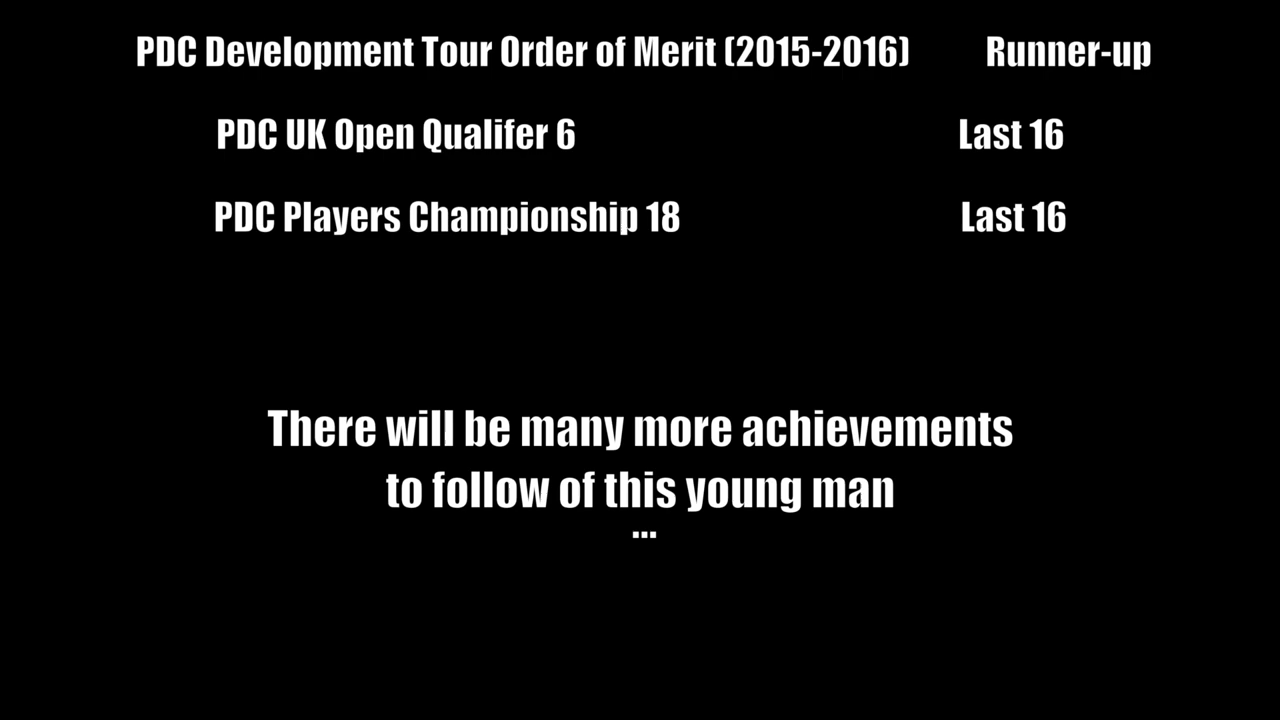 PDC Development Tour Order of Merit (2015-2016) Runner-up
PDC UK Open Qualifer 6 Last 16
PDC Players Championship 18 Last 16
There will be many more achievements
to follow of this young man
...